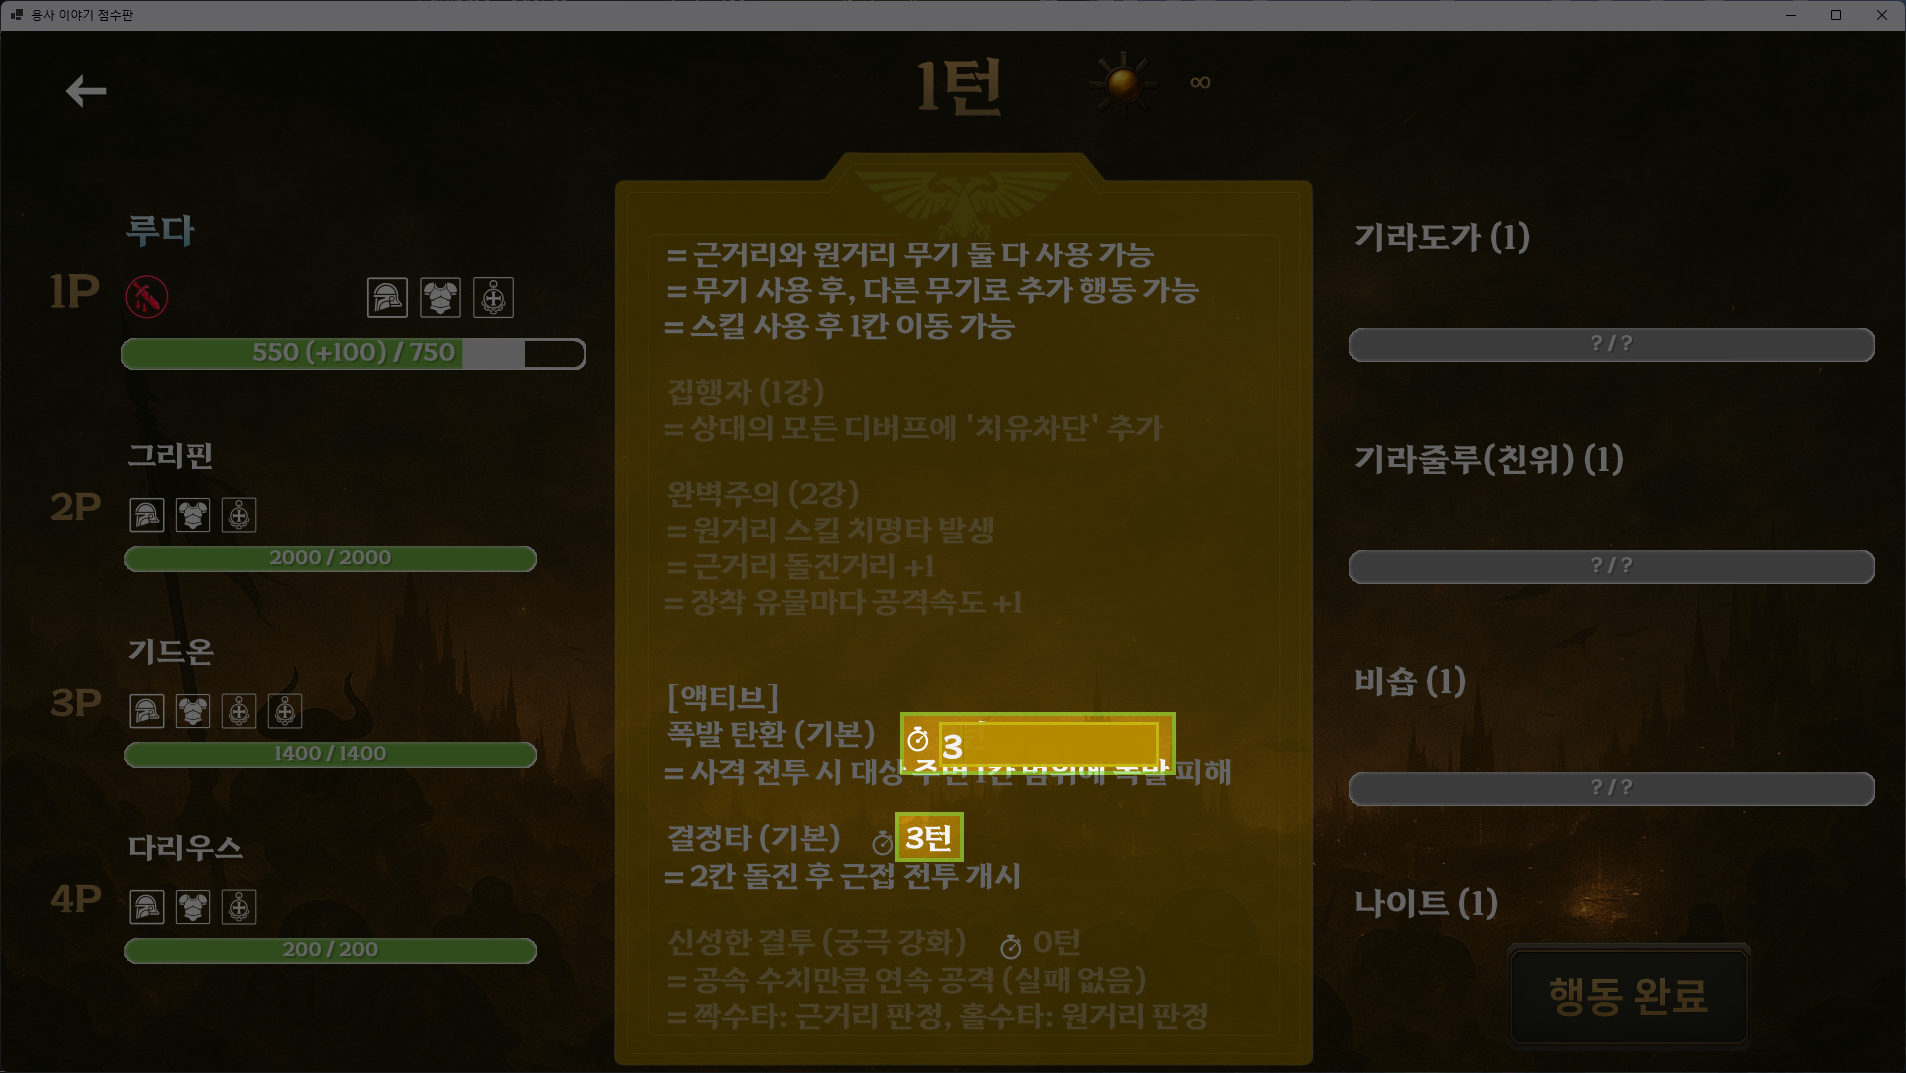 용사 이야기 점수판
1턴
∞
루다
1P
550 (+100) / 750
그리핀
2P
2000 / 2000
기드온
3P
1400 / 1400
다리우스
4P
200 / 200
= 근거리와 원거리 무기 둘 다 사용 가능
= 무기 사용 후, 다른 무기로 추가 행동 가능
= 스킬 사용 후 1칸 이동 가능
집행자 (1강)
= 상대의 모든 디버프에 '치유차단' 추가
완벽주의 (2강)
= 원거리 스킬 치명타 발생
= 근거리 돌진거리 +1
= 장착 유물마다 공격속도 +1
[액티브]
폭발 탄환 (기본) 3
= 사격 전투 시 대상 주변 1칸 범위에 폭발 피해
결정타 (기본) 3턴
= 2칸 돌진 후 근접 전투 개시
신성한 결투 (궁극 강화) 0턴
= 공속 수치만큼 연속 공격 (실패 없음)
= 짝수타: 근거리 판정, 홀수타: 원거리 판정
기라도가 (1)
? / ?
기라줄루(친위) (1)
? / ?
비숍 (1)
? / ?
나이트 (1)
행동 완료